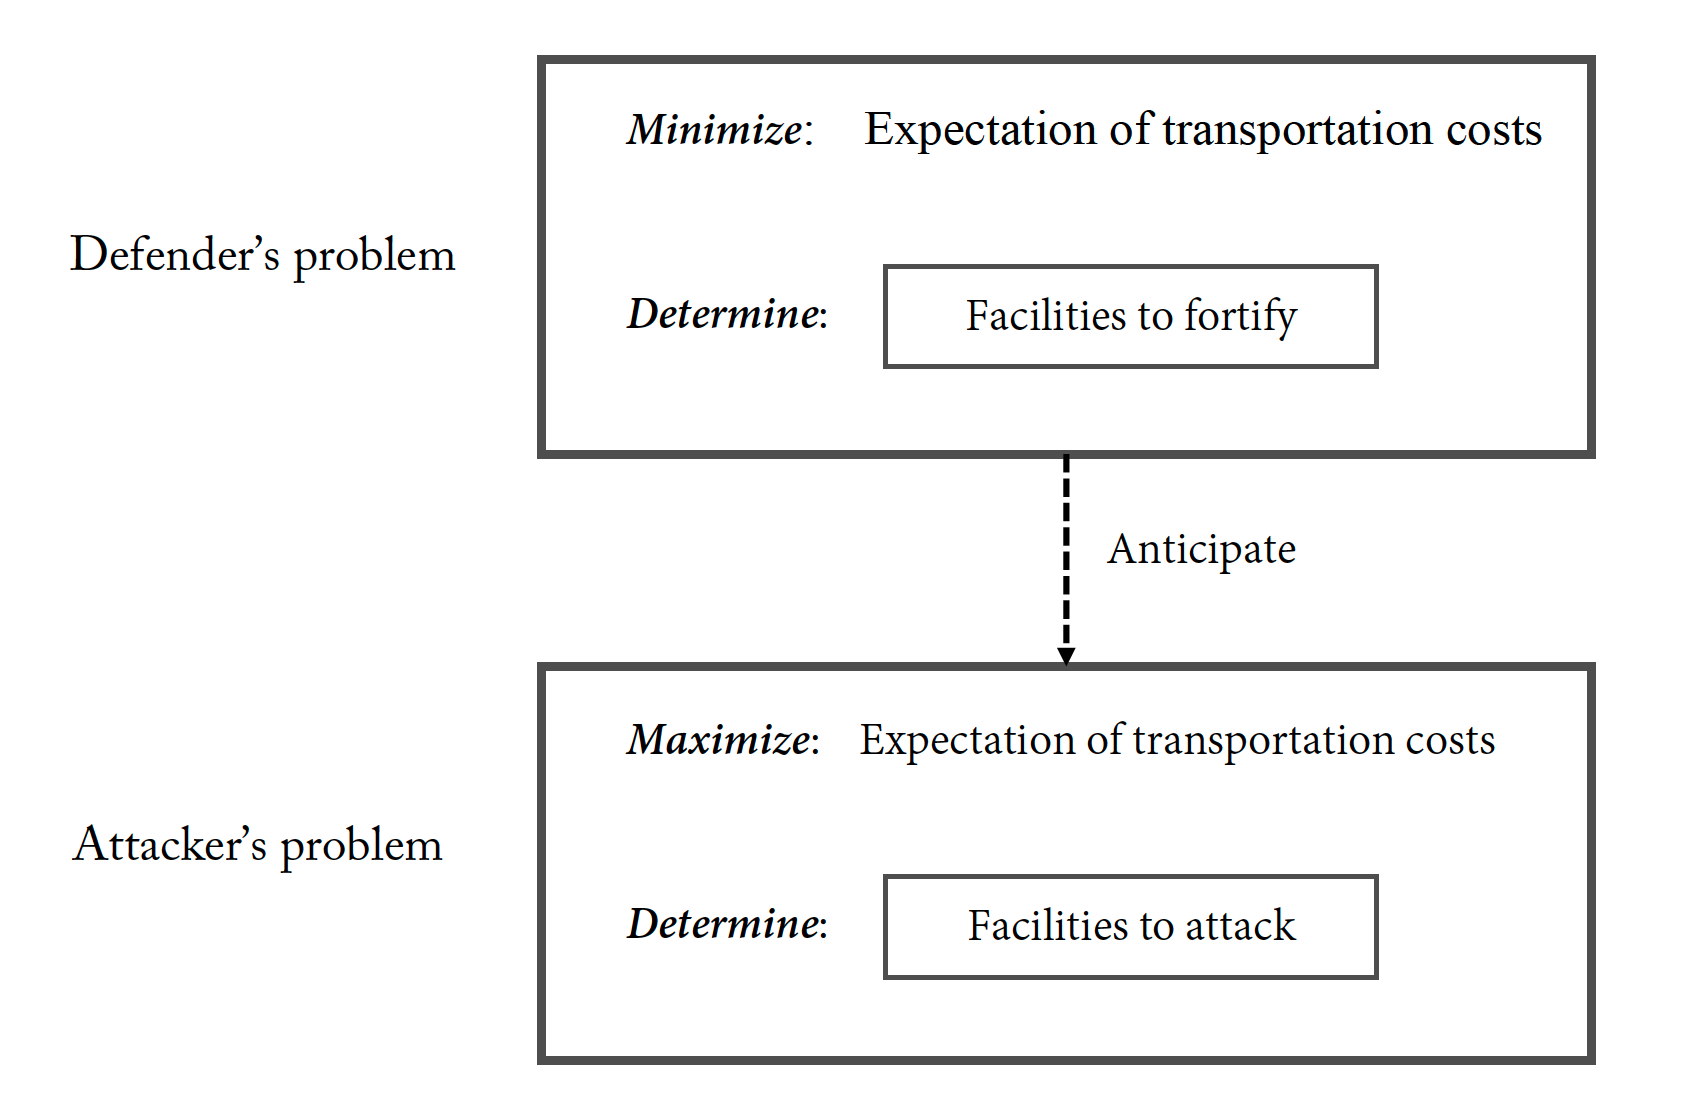 Minimize: Expectation of transportation costs
Defender’s problem
Determine: Facilities to fortify
Anticipate
Maximize: Expectation of transportation costs
Attacker’s problem
Determine: Facilities to attack